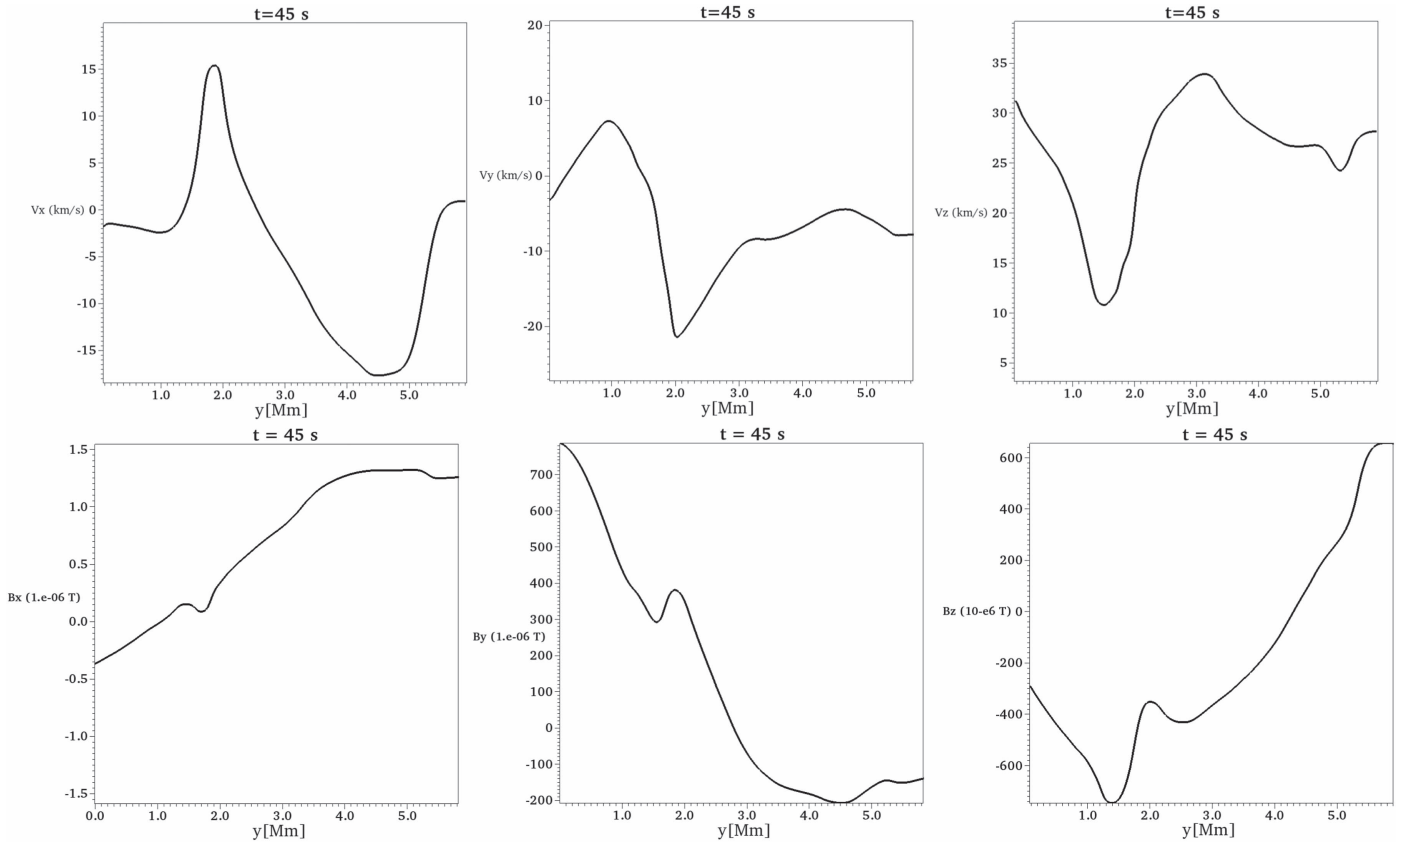 t=45 s
15
10
5
Vx (km/s) 0
-5
-10
-15
1.0 2.0 3.0 4.0 5.0
y[Mm]
t=45 s
20
10
Vy (km/s) 0
-10
-20
1.0 2.0 3.0 4.0 5.0
y[Mm]
t=45 s
35
30
25
Vz (km/s) 20
15
10
5
1.0 2.0 3.0 4.0 5.0
y[Mm]
t = 45 s
1.5
1.0
0.5
Bx (1.e-06 T)
0.0
-0.5
-1.0
-1.5
0.0 1.0 2.0 3.0 4.0 5.0
y[Mm]
t = 45 s
700
600
500
400
300
By (1.e-06 T)
200
100
0
-100
-200
1.0 2.0 3.0 4.0 5.0
y[Mm]
t = 45 s
600
400
200
Bz (10-e6 T) 0
-200
-400
-600
1.0 2.0 3.0 4.0 5.0
y[Mm]